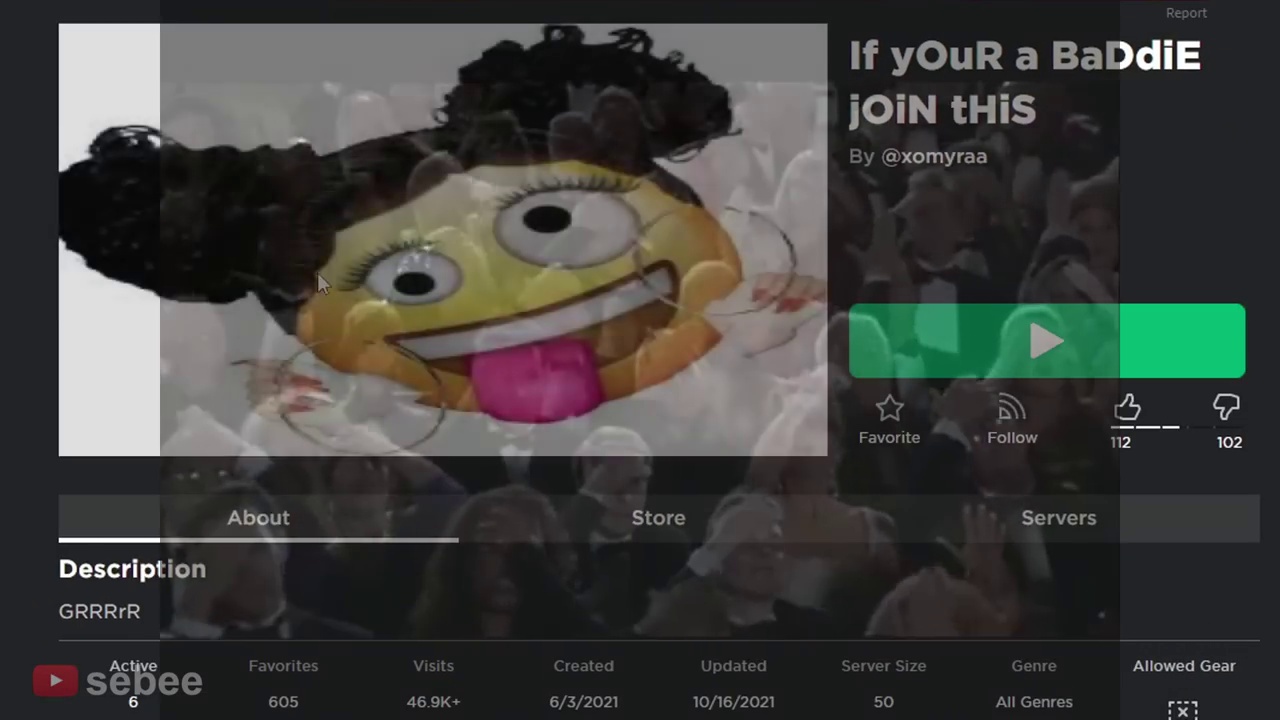 Report
If yOuR a BaDdiE
jOiN tHiS
By @xomyraa
Favorite
Follow
112
102
About
Store
Servers
Description
GRRRrR
Active
Favorites
Visits
Created
Updated
Server Size
Genre
Allowed Gear
6
605
46.9K+
6/3/2021
10/16/2021
50
All Genres
sebee